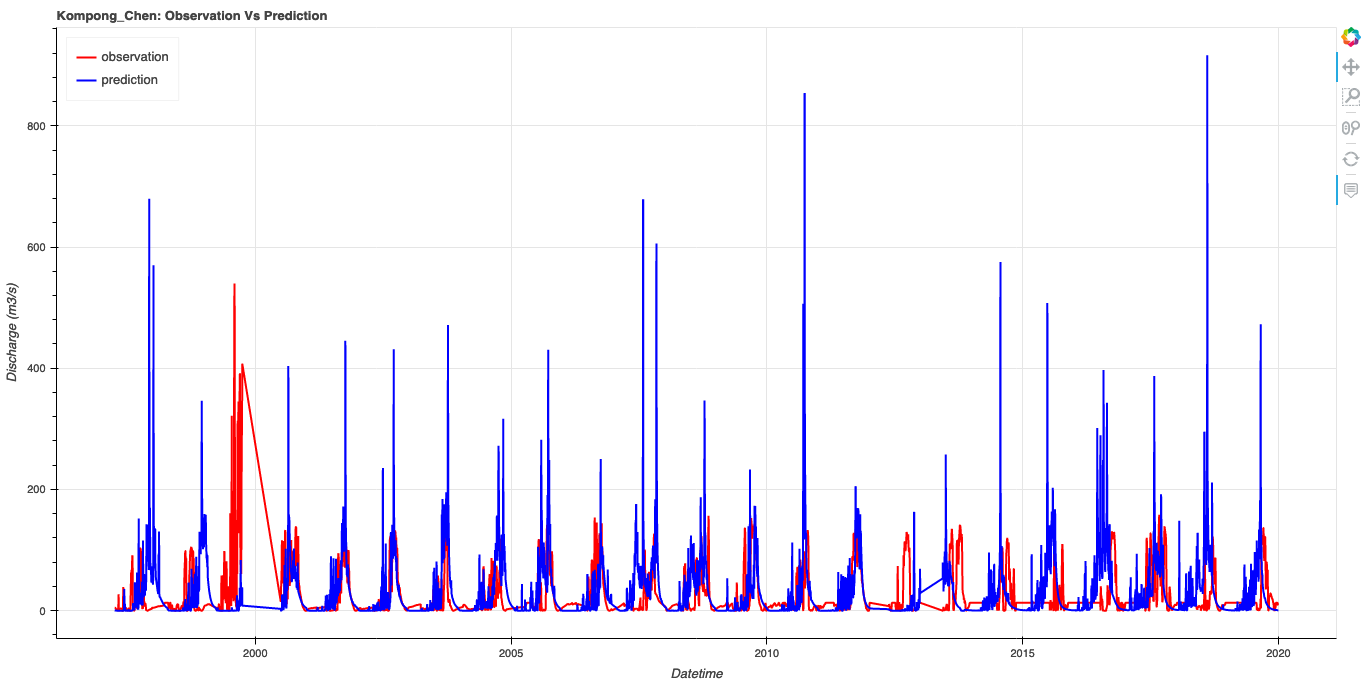 Kompong_Chen: Observation Vs Prediction
observation
prediction
800
600
400
200
0
Discharge (m3/s)
2000
2005
2010
2015
2020
Datetime